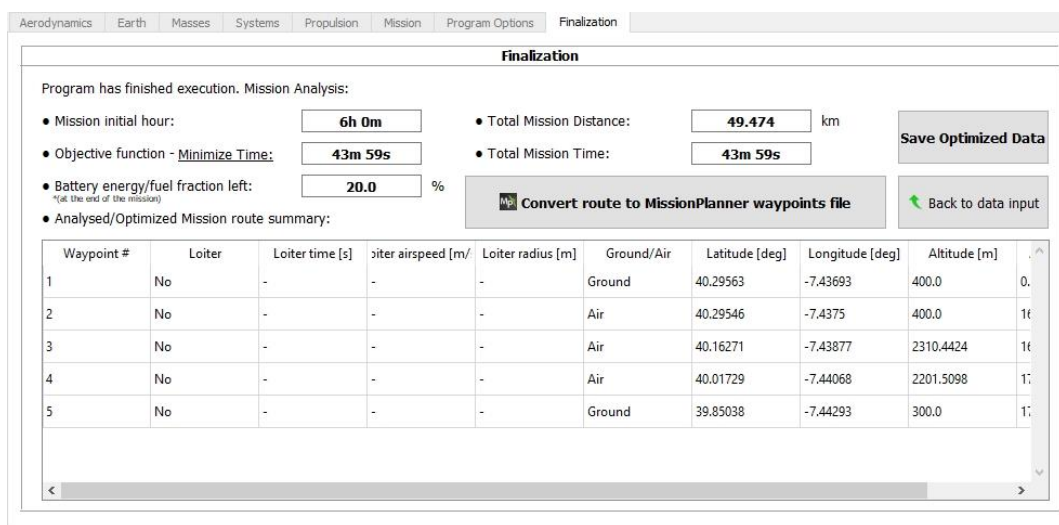 Aerodynamics Earth Masses Systems Propulsion Mission Program Options Finalization
Finalization
Program has finished execution. Mission Analysis:
• Mission initial hour: 6h 0m • Total Mission Distance: 49.474 km
Save Optimized Data
• Objective function - Minimize Time: 43m 59s • Total Mission Time: 43m 59s
• Battery energy/fuel fraction left: 20.0 %
*(at the end of the mission)
Convert route to MissionPlanner waypoints file Back to data input
• Analysed/Optimized Mission route summary:
Waypoint # Loiter Loiter time [s] oiter airspeed [m/ Loiter radius [m] Ground/Air Latitude [deg] Longitude [deg] Altitude [m]
1 No - - - Ground 40.29563 -7.43693 400.0 0.
2 No - - - Air 40.29546 -7.4375 400.0 16
3 No - - - Air 40.16271 -7.43877 2310.4424 16
4 No - - - Air 40.01729 -7.44068 2201.5098 17
5 No - - - Ground 39.85038 -7.44293 300.0 17